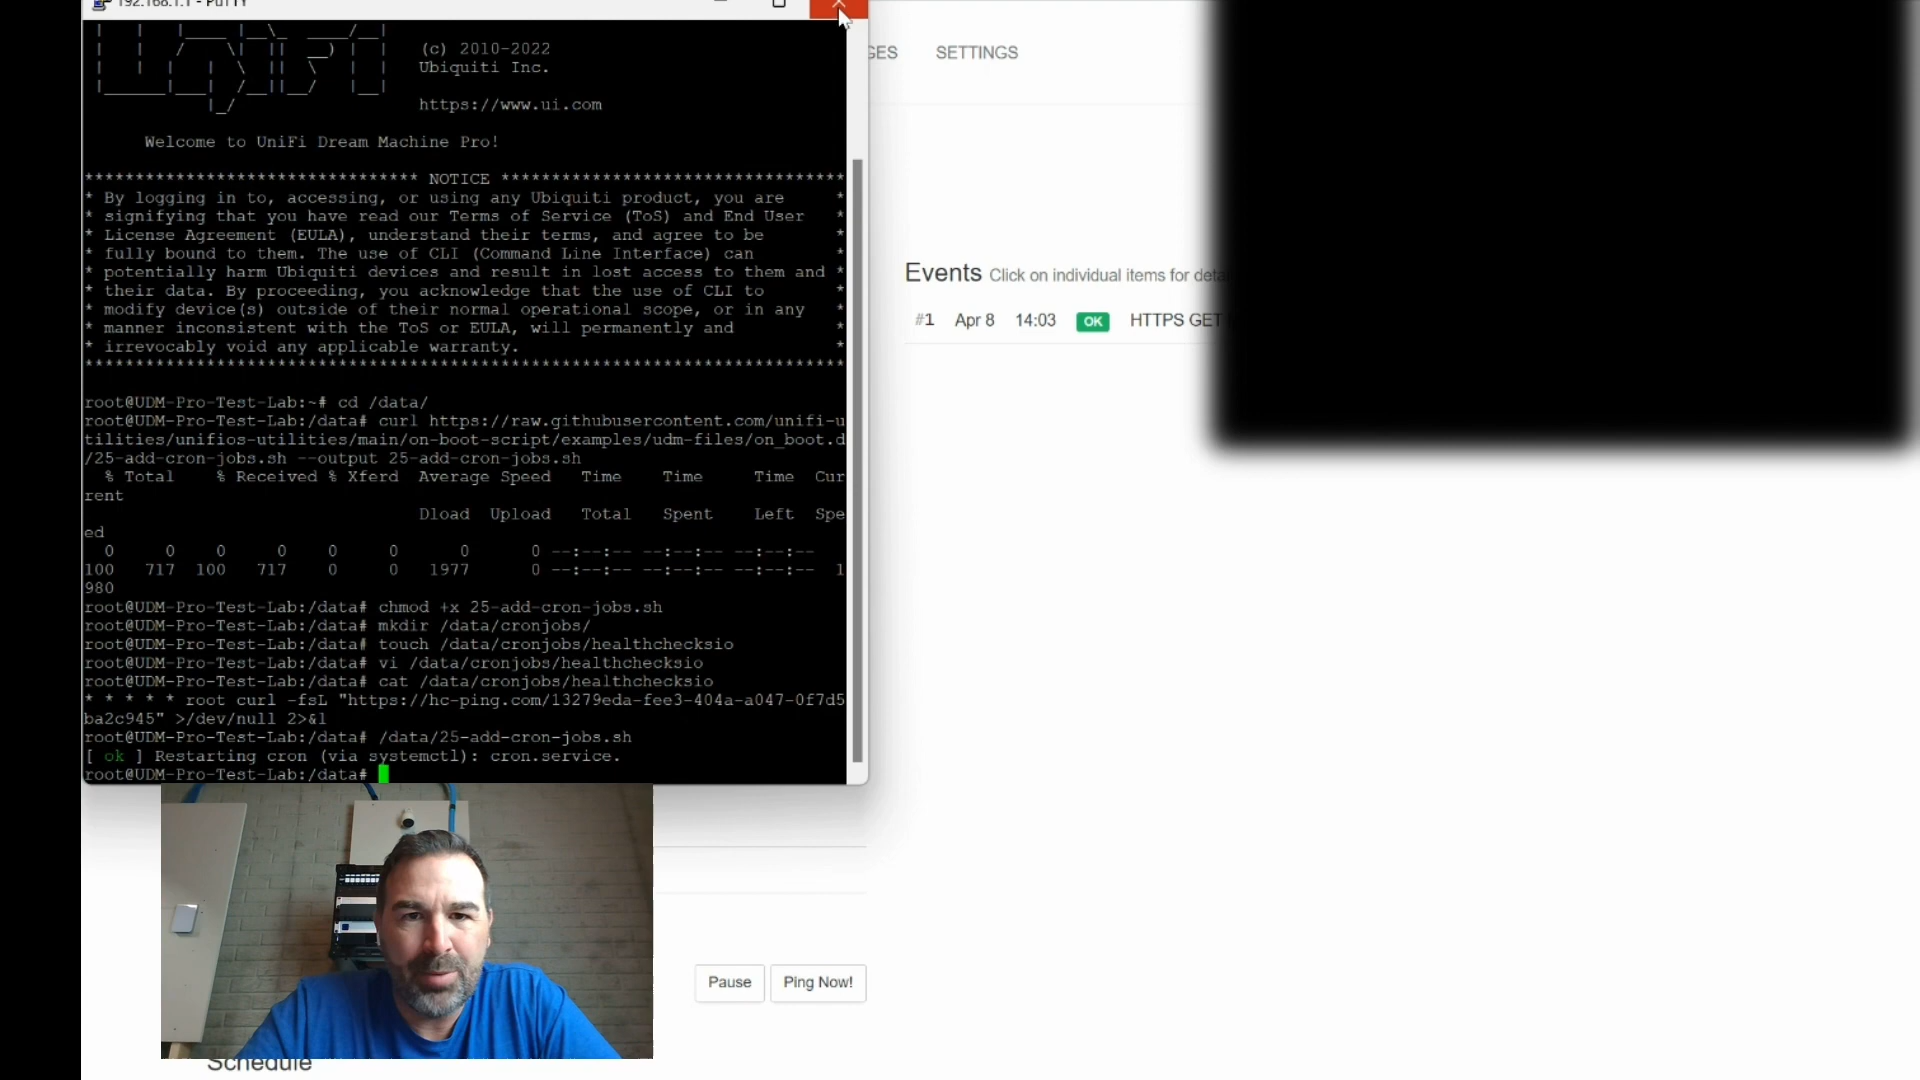 192.168.1.1 - PuTTY
(c) 2010-2022
Ubiquiti Inc.
https://www.ui.com
Welcome to UniFi Dream Machine Pro!
********************************* NOTICE *************************************
* By logging in to, accessing, or using any Ubiquiti product, you are *
* signifying that you have read our Terms of Service (ToS) and End User *
* License Agreement (EULA), understand their terms, and agree to be *
* fully bound to them. The use of CLI (Command Line Interface) can *
* potentially harm Ubiquiti devices and result in lost access to them and *
* their data. By proceeding, you acknowledge that the use of CLI to *
* modify device(s) outside of their normal operational scope, or in any *
* manner inconsistent with the ToS or EULA, will permanently and *
* irrevocably void any applicable warranty. *
******************************************************************************
root@UDM-Pro-Test-Lab:~# cd /data/
root@UDM-Pro-Test-Lab:/data# curl https://raw.githubusercontent.com/unifi-u
tilities/unifios-utilities/main/on-boot-script/examples/udm-files/on_boot.d
/25-add-cron-jobs.sh --output 25-add-cron-jobs.sh
% Total % Received % Xferd Average Speed Time Time Time Cur
rent
Dload Upload Total Spent Left Spe
ed
0 0 0 0 0 0 0 0 --:--:-- --:--:-- --:--:--
100 717 100 717 0 0 1977 0 --:--:-- --:--:-- --:--:-- 1
980
root@UDM-Pro-Test-Lab:/data# chmod +x 25-add-cron-jobs.sh
root@UDM-Pro-Test-Lab:/data# mkdir /data/cronjobs/
root@UDM-Pro-Test-Lab:/data# touch /data/cronjobs/healthchecksio
root@UDM-Pro-Test-Lab:/data# vi /data/cronjobs/healthchecksio
root@UDM-Pro-Test-Lab:/data# cat /data/cronjobs/healthchecksio
* * * * * root curl -fsL "https://hc-ping.com/13279eda-fee3-404a-a047-0f7d5
ba2c945" >/dev/null 2>&1
root@UDM-Pro-Test-Lab:/data# /data/25-add-cron-jobs.sh
[ ok ] Restarting cron (via systemctl): cron.service.
root@UDM-Pro-Test-Lab:/data#
GES SETTINGS
Events Click on individual items for deta
#1 Apr 8 14:03 OK HTTPS GET
Pause Ping Now!
Schedule